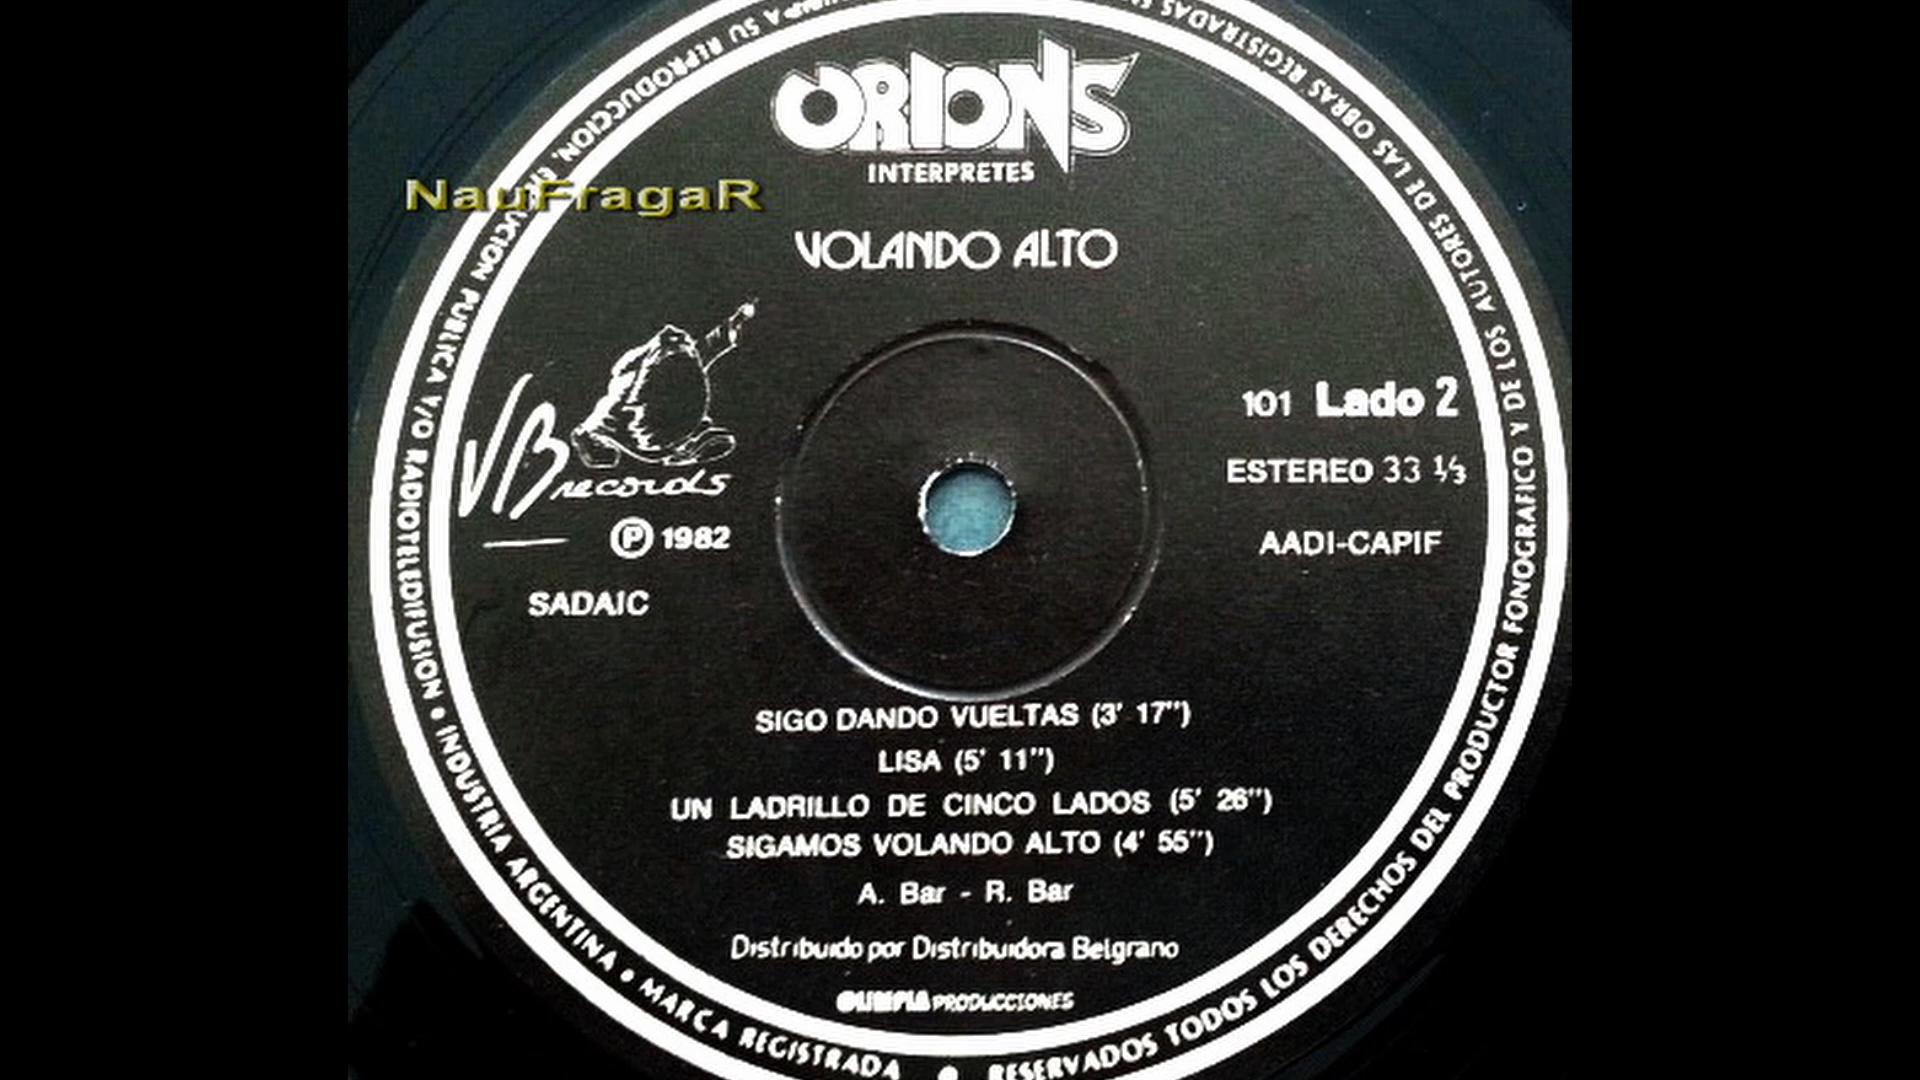 ORIONS
INTERPRETES
NauFragaR
VOLANDO ALTO
VB records
Ⓟ 1982
SADAIC
101 Lado 2
ESTEREO 33 1/3
AADI-CAPIF
SIGO DANDO VUELTAS (3' 17")
LISA (5' 11")
UN LADRILLO DE CINCO LADOS (5' 26")
SIGAMOS VOLANDO ALTO (4' 55")
A. Bar - R. Bar
Distribuido por Distribuidora Belgrano
OLIMPIA PRODUCCIONES
RESERVADOS TODOS LOS DERECHOS DEL PRODUCTOR FONOGRAFICO Y DE LOS AUTORES DE LAS OBRAS REGISTRADAS
SU REPRODUCCION, EJECUCION PUBLICA Y/O RADIOTELEDIFUSION • INDUSTRIA ARGENTINA • MARCA REGISTRADA •